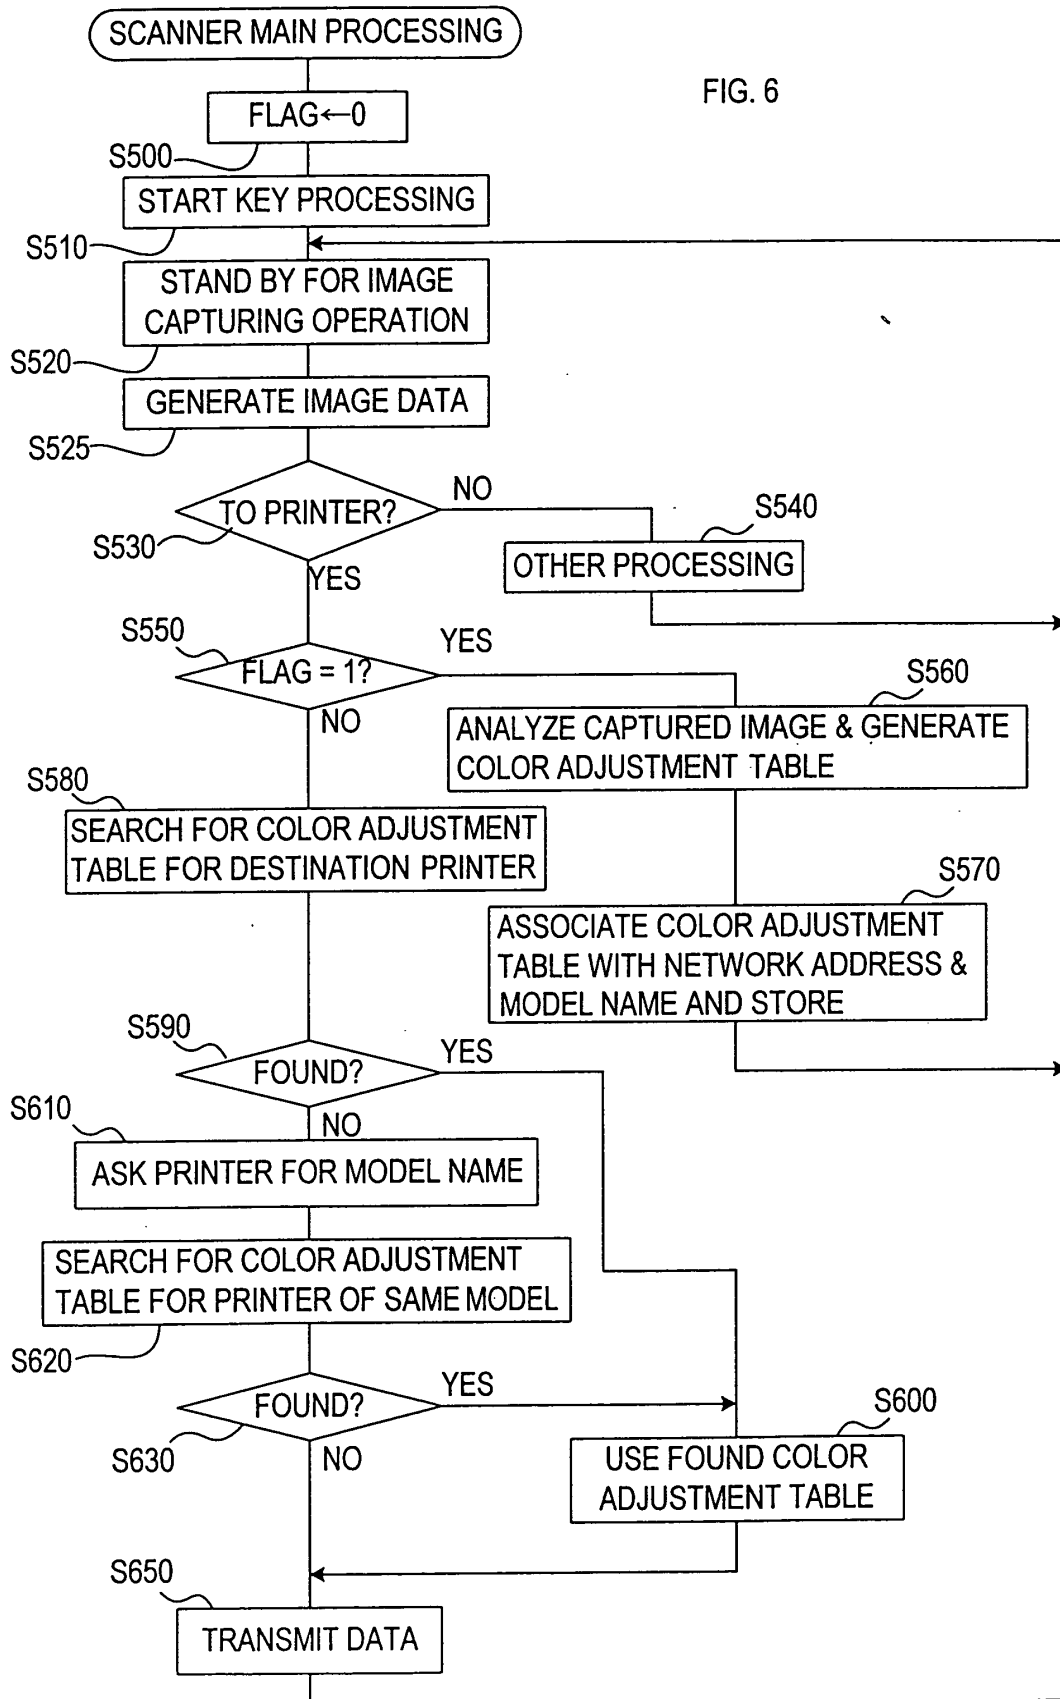 SCANNER MAIN PROCESSING
FIG. 6
FLAG←0
S500
START KEY PROCESSING
S510
STAND BY FOR IMAGE
CAPTURING OPERATION
S520
GENERATE IMAGE DATA
S525
TO PRINTER?
NO
S530
S540
OTHER PROCESSING
YES
S550
FLAG = 1?
YES
NO
S560
ANALYZE CAPTURED IMAGE & GENERATE
COLOR ADJUSTMENT TABLE
S580
SEARCH FOR COLOR ADJUSTMENT
TABLE FOR DESTINATION PRINTER
S570
ASSOCIATE COLOR ADJUSTMENT
TABLE WITH NETWORK ADDRESS &
MODEL NAME AND STORE
S590
FOUND?
YES
NO
S610
ASK PRINTER FOR MODEL NAME
SEARCH FOR COLOR ADJUSTMENT
TABLE FOR PRINTER OF SAME MODEL
S620
FOUND?
YES
S630
NO
S600
USE FOUND COLOR
ADJUSTMENT TABLE
S650
TRANSMIT DATA